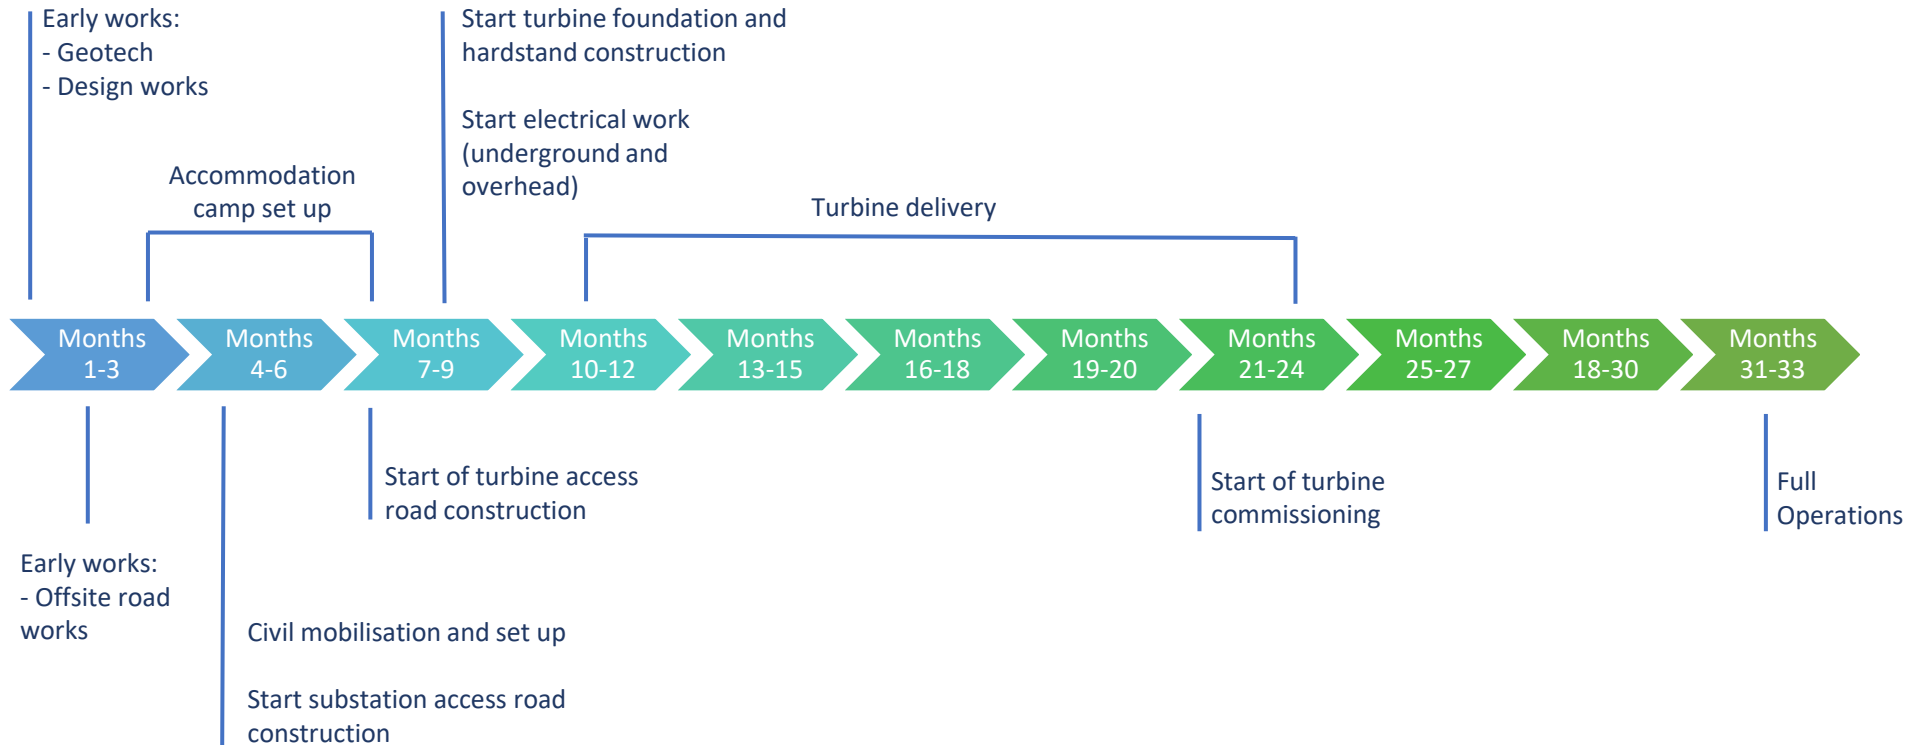 Early works:
- Geotech
- Design works
Start turbine foundation and
hardstand construction
Start electrical work
(underground and
overhead)
Accommodation
camp set up
Turbine delivery
Months
1-3
Months
4-6
Months
7-9
Months
10-12
Months
13-15
Months
16-18
Months
19-20
Months
21-24
Months
25-27
Months
18-30
Months
31-33
Early works:
- Offsite road
works
Civil mobilisation and set up
Start substation access road
construction
Start of turbine access
road construction
Start of turbine
commissioning
Full
Operations